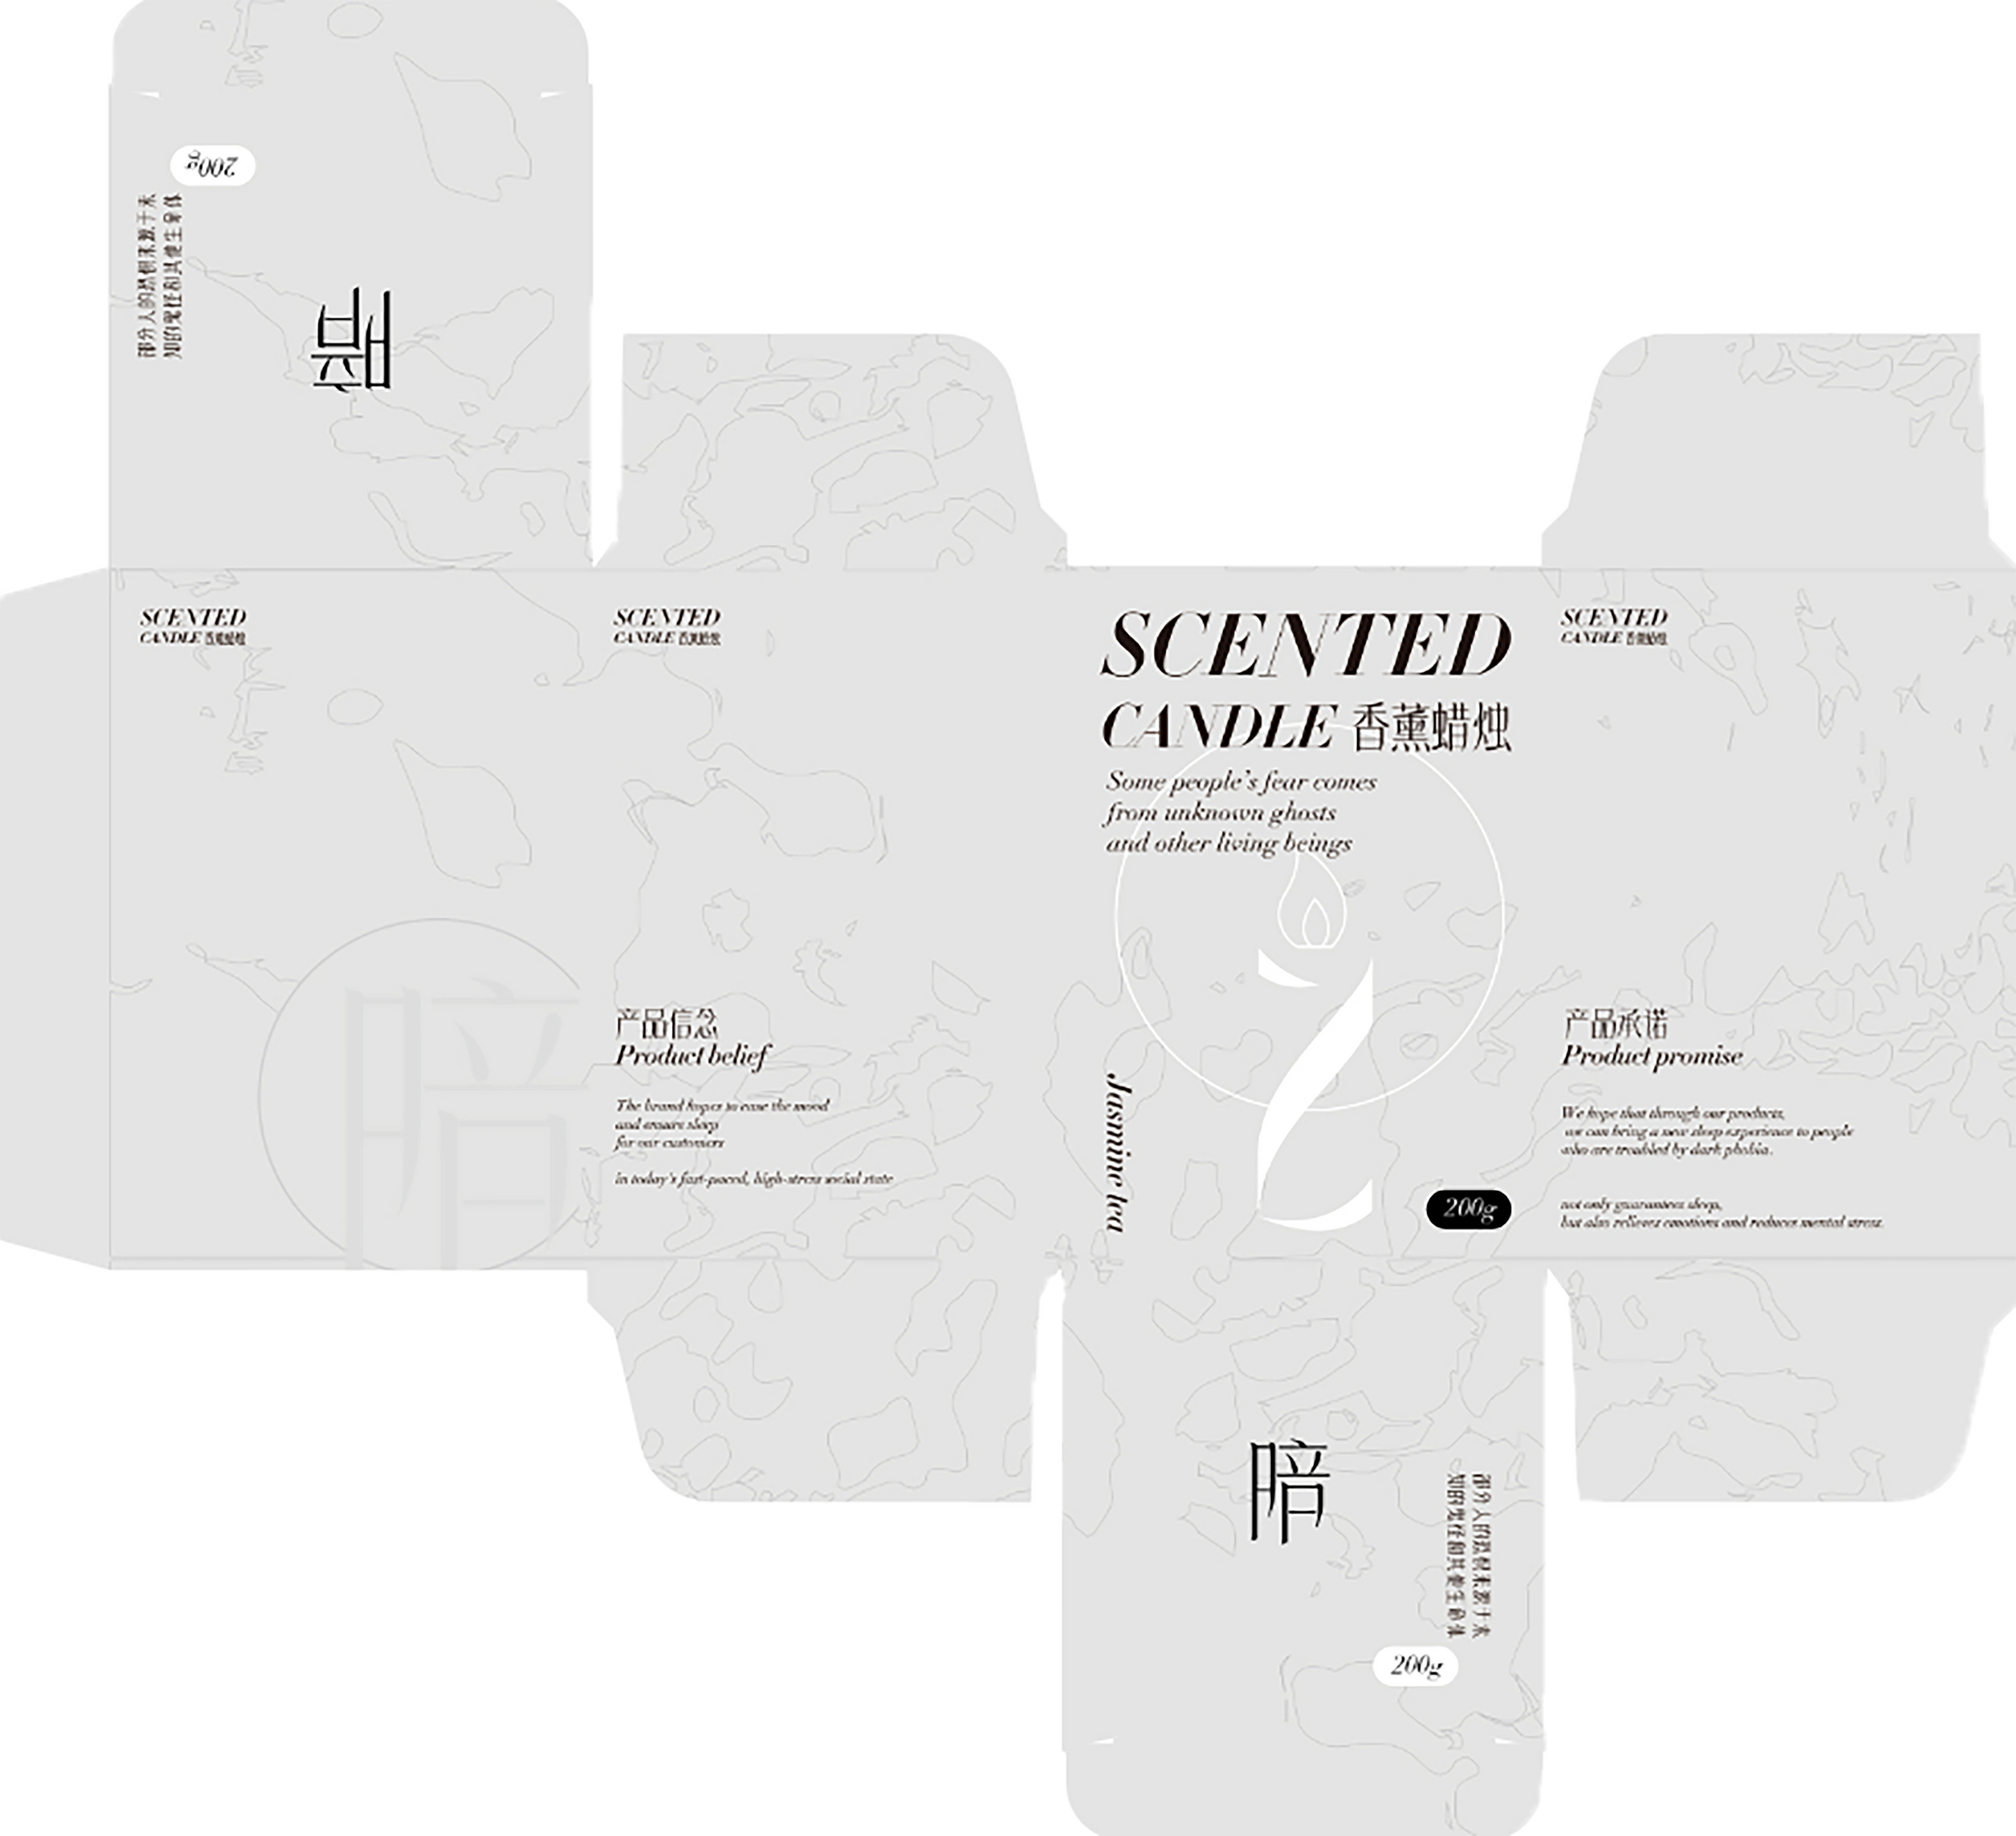 200g
部分人的恐惧来源于未
知的鬼怪和其他生命体
暗
SCENTED
CANDLE 香薰蜡烛
暗
SCENTED
CANDLE 香薰蜡烛
产品信念
Product belief
The brand hopes to ease the mood
and ensure sleep
for our customers
in today's fast-paced, high-stress social state
SCENTED
CANDLE 香薰蜡烛
Some people's fear comes
from unknown ghosts
and other living beings
Jasmine tea
200g
SCENTED
CANDLE 香薰蜡烛
产品承诺
Product promise
We hope that through our products,
we can bring a new sleep experience to people
who are troubled by dark phobia.
not only guarantees sleep,
but also relieves emotions and reduces mental stress.
暗
部分人的恐惧来源于未
知的鬼怪和其他生命体
200g